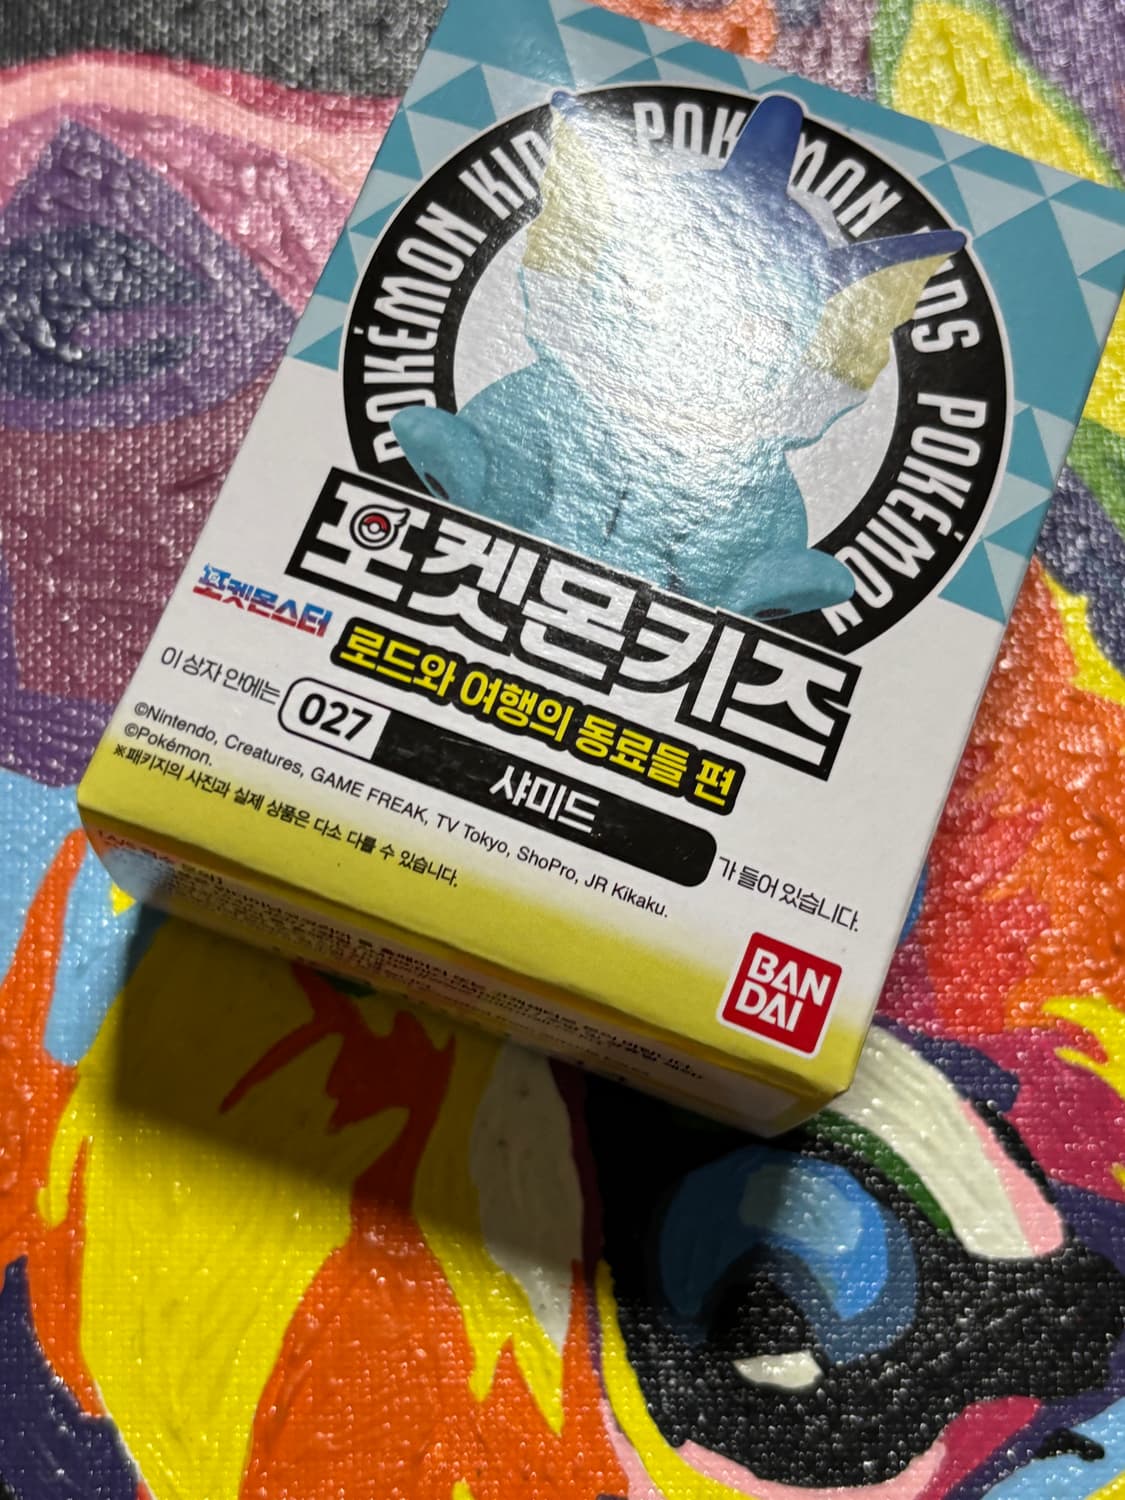 POKÉMON KIDS POKÉMON KIDS POKÉMON
포켓몬키즈
포켓몬스터
로드와 여행의 동료들 편
이 상자 안에는 027 샤미드 가 들어 있습니다.
©Nintendo, Creatures, GAME FREAK, TV Tokyo, ShoPro, JR Kikaku.
©Pokémon.
※패키지의 사진과 실제 상품은 다소 다를 수 있습니다.
BAN
DAI